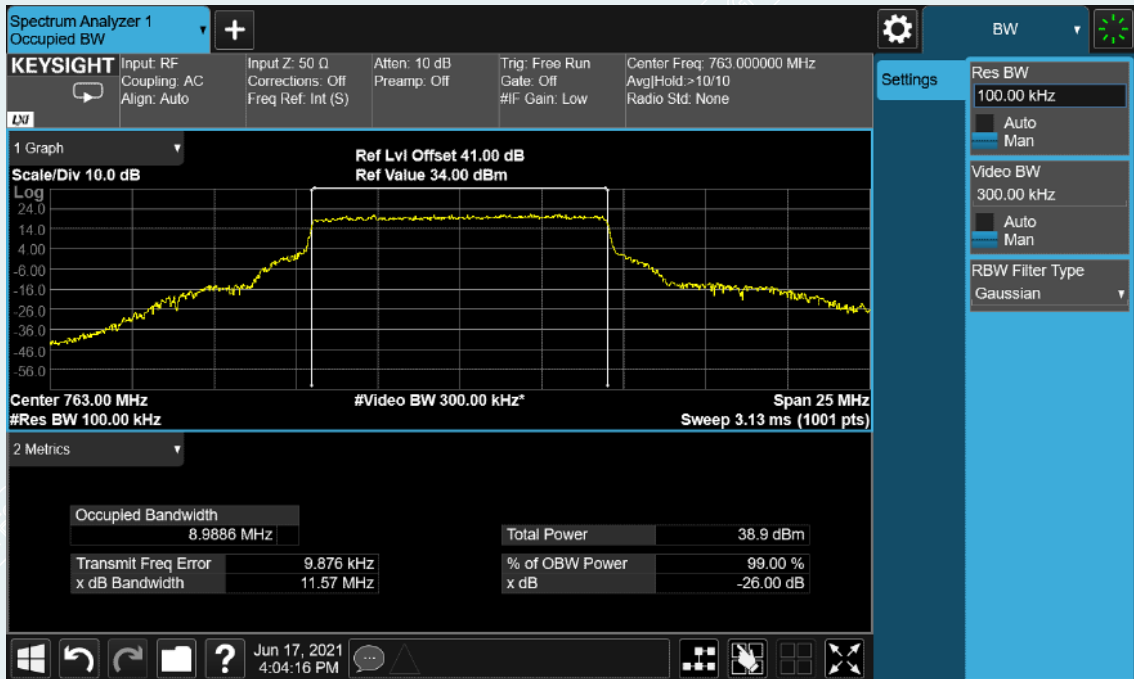 Spectrum Analyzer 1
Occupied BW
+
BW
KEYSIGHT
LXI
Input: RF
Coupling: AC
Align: Auto
Input Z: 50 Ω
Corrections: Off
Freq Ref: Int (S)
Atten: 10 dB
Preamp: Off
Trig: Free Run
Gate: Off
#IF Gain: Low
Center Freq: 763.000000 MHz
Avg|Hold:>10/10
Radio Std: None
Settings
Res BW
100.00 kHz
Auto
Man
Video BW
300.00 kHz
Auto
Man
RBW Filter Type
Gaussian
1 Graph
Scale/Div 10.0 dB
Ref Lvl Offset 41.00 dB
Ref Value 34.00 dBm
Log
24.0
14.0
4.00
-6.00
-16.0
-26.0
-36.0
-46.0
-56.0
Center 763.00 MHz
#Video BW 300.00 kHz*
Span 25 MHz
#Res BW 100.00 kHz
Sweep 3.13 ms (1001 pts)
2 Metrics
Occupied Bandwidth
8.9886 MHz
Total Power 38.9 dBm
Transmit Freq Error 9.876 kHz
% of OBW Power 99.00 %
x dB Bandwidth 11.57 MHz
x dB -26.00 dB
?
Jun 17, 2021
4:04:16 PM